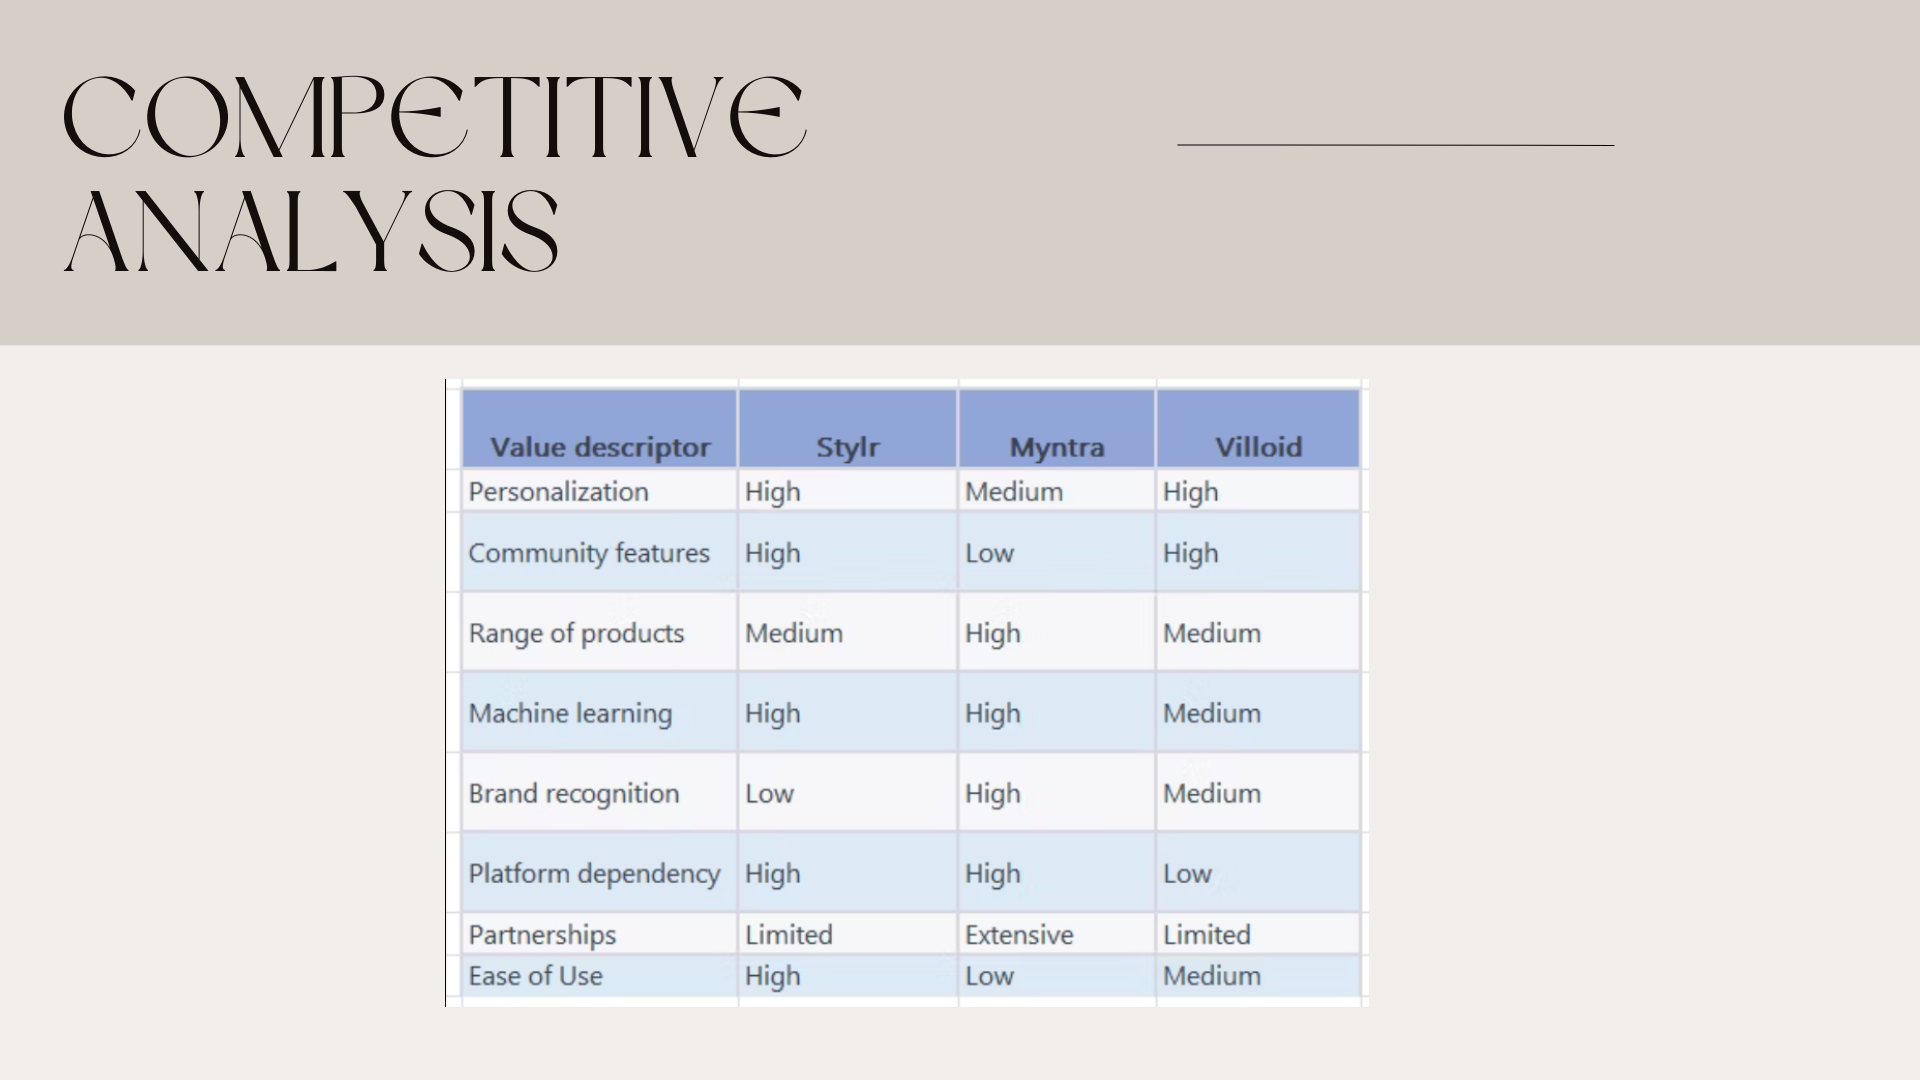 COMPETITIVE
ANALYSIS
Value descriptor Stylr Myntra Villoid
Personalization High Medium High
Community features High Low High
Range of products Medium High Medium
Machine learning High High Medium
Brand recognition Low High Medium
Platform dependency High High Low
Partnerships Limited Extensive Limited
Ease of Use High Low Medium